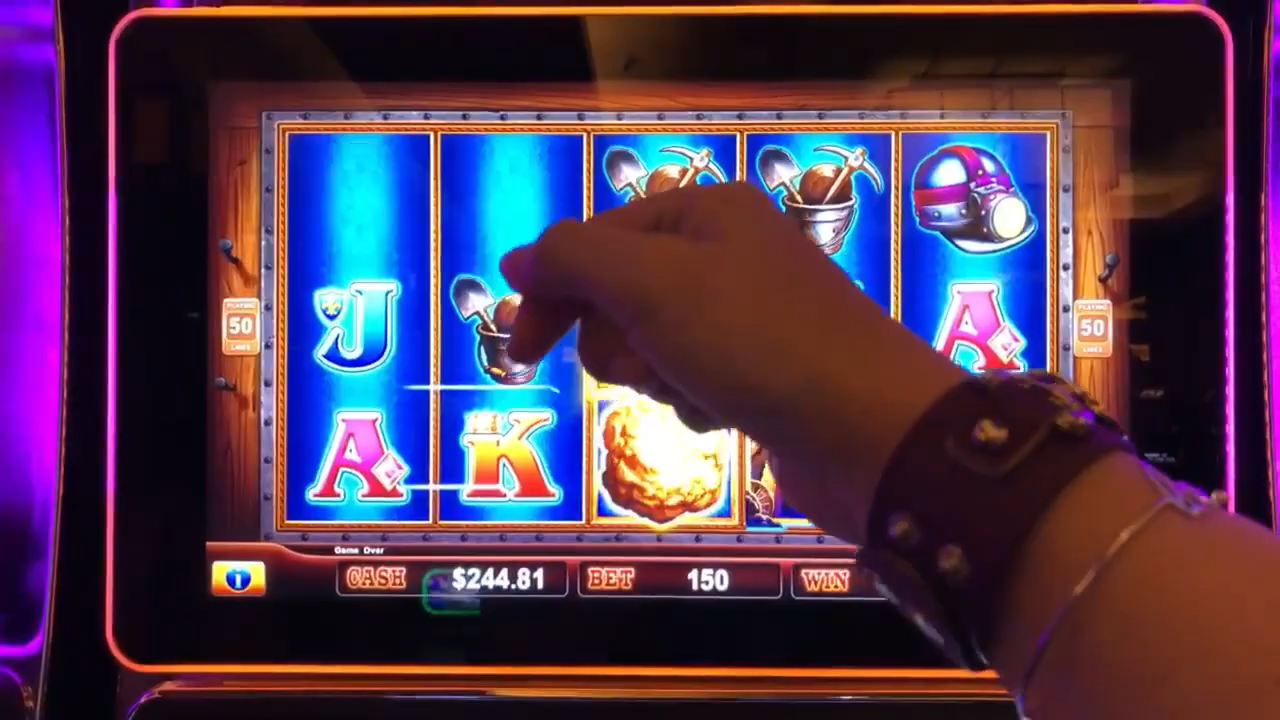 J
A
PLAYING
50
LINES
PLAYING
50
LINES
A
K
Game Over
CASH $244.81 BET 150 WIN